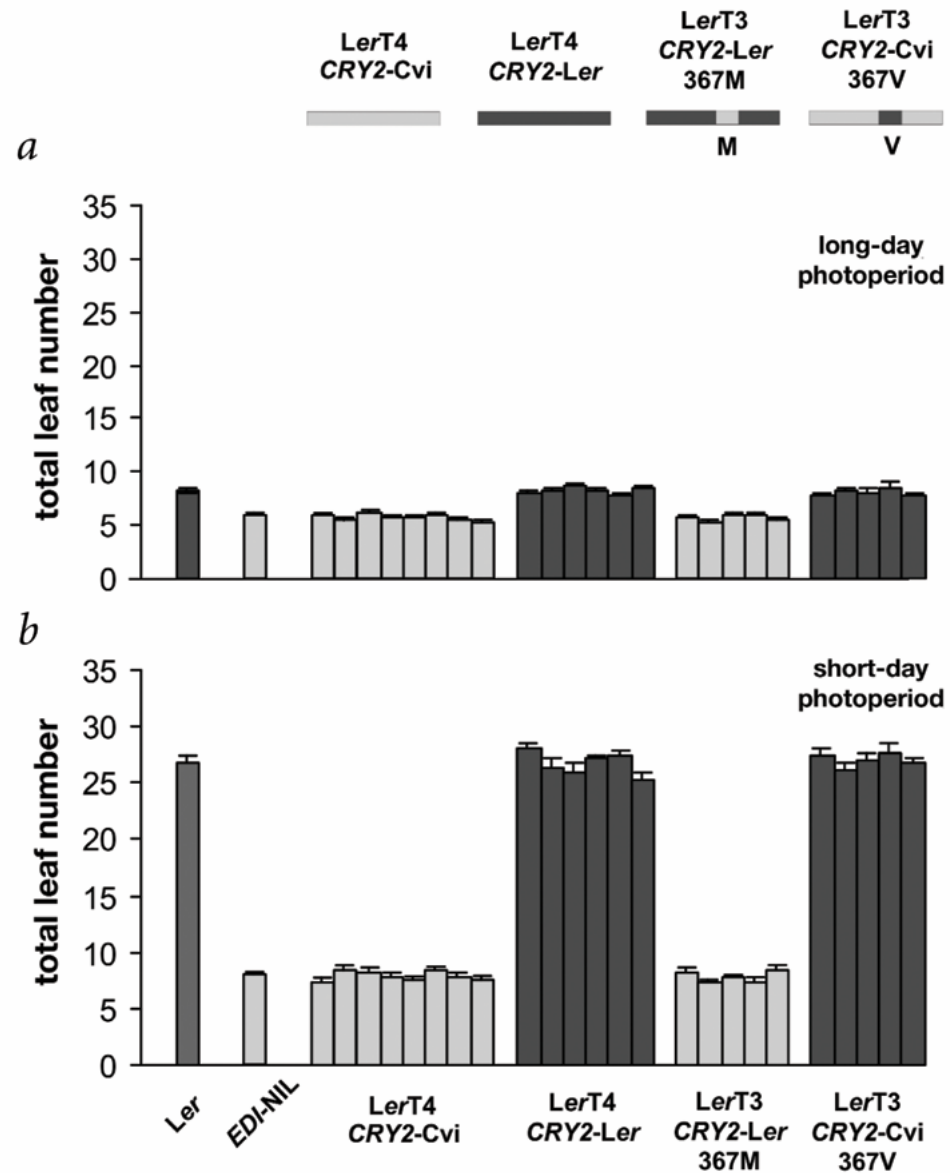 LerT4
CRY2-Cvi
LerT4
CRY2-Ler
LerT3
CRY2-Ler
367M
LerT3
CRY2-Cvi
367V
M
V
a
35
30
25
20
15
10
5
0
total leaf number
long-day
photoperiod
b
35
30
25
20
15
10
5
0
total leaf number
short-day
photoperiod
Ler
EDI-NIL
LerT4
CRY2-Cvi
LerT4
CRY2-Ler
LerT3
CRY2-Ler
367M
LerT3
CRY2-Cvi
367V